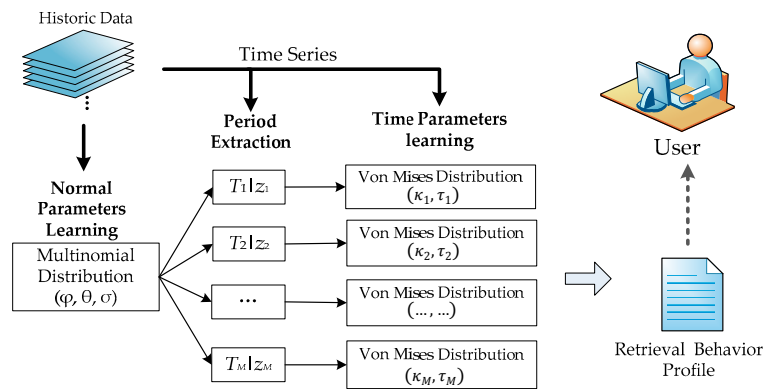 Historic Data
Time Series
Period
Extraction
Time Parameters
learning
Normal
Parameters
Learning
Multinomial
Distribution
(φ, θ, σ)
T1|z1
Von Mises Distribution
(κ1, τ1)
T2|z2
Von Mises Distribution
(κ2, τ2)
...
Von Mises Distribution
(..., ...)
TM|zM
Von Mises Distribution
(κM, τM)
User
Retrieval Behavior
Profile